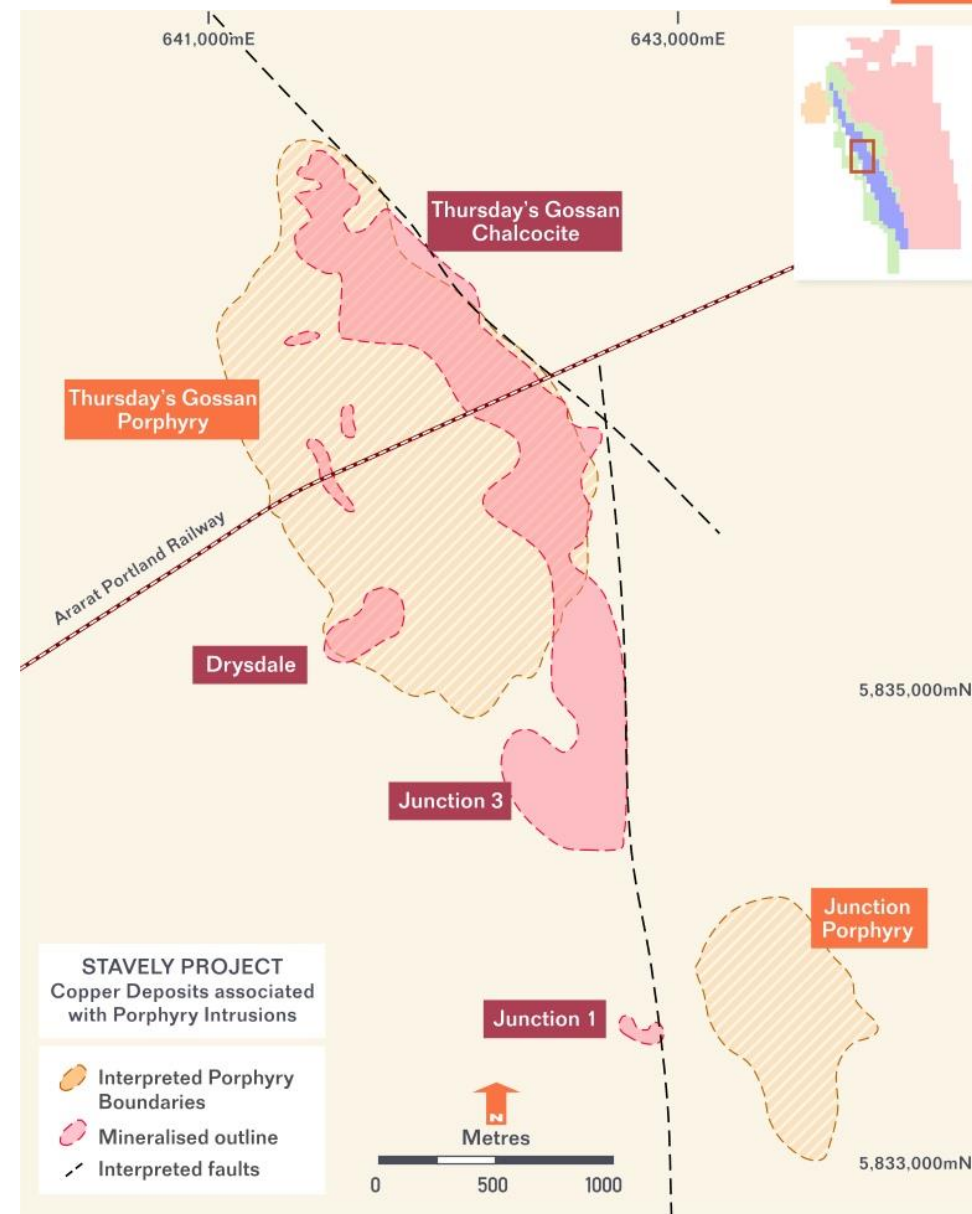 641,000mE
643,000mE
Thursday's Gossan
Chalcocite
Thursday's Gossan
Porphyry
Ararat Portland Railway
Drysdale
5,835,000mN
Junction 3
Junction
Porphyry
STAVELY PROJECT
Copper Deposits associated
with Porphyry Intrusions
Junction 1
Interpreted Porphyry
Boundaries
Mineralised outline
Interpreted faults
N
Metres
0 500 1000
5,833,000mN